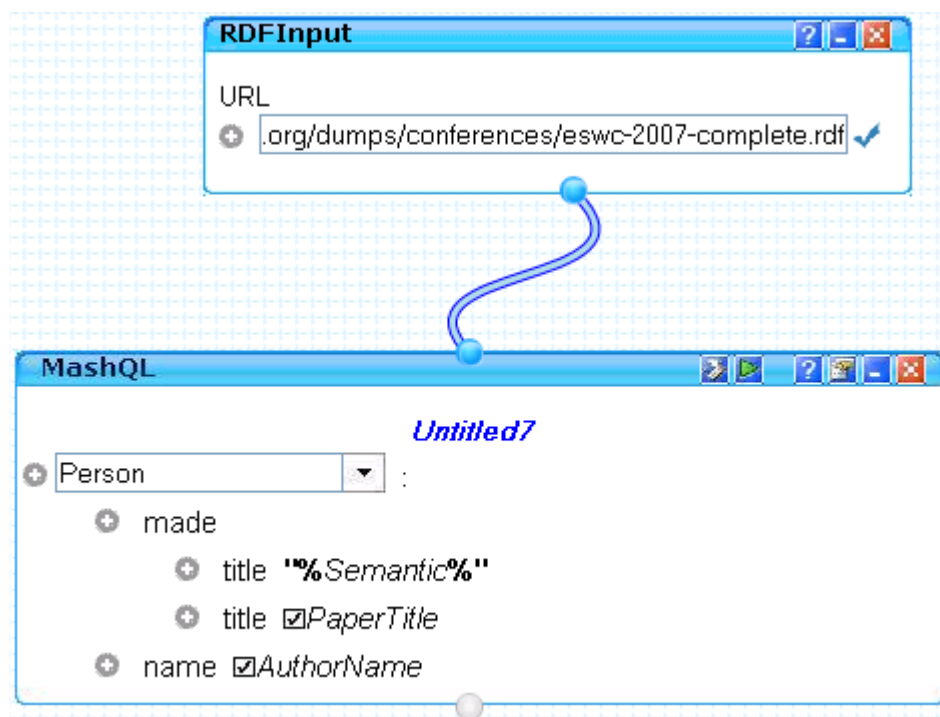 RDFInput
URL
.org/dumps/conferences/eswc-2007-complete.rdf
MashQL
Untitled7
Person :
made
title "%Semantic%"
title PaperTitle
name AuthorName